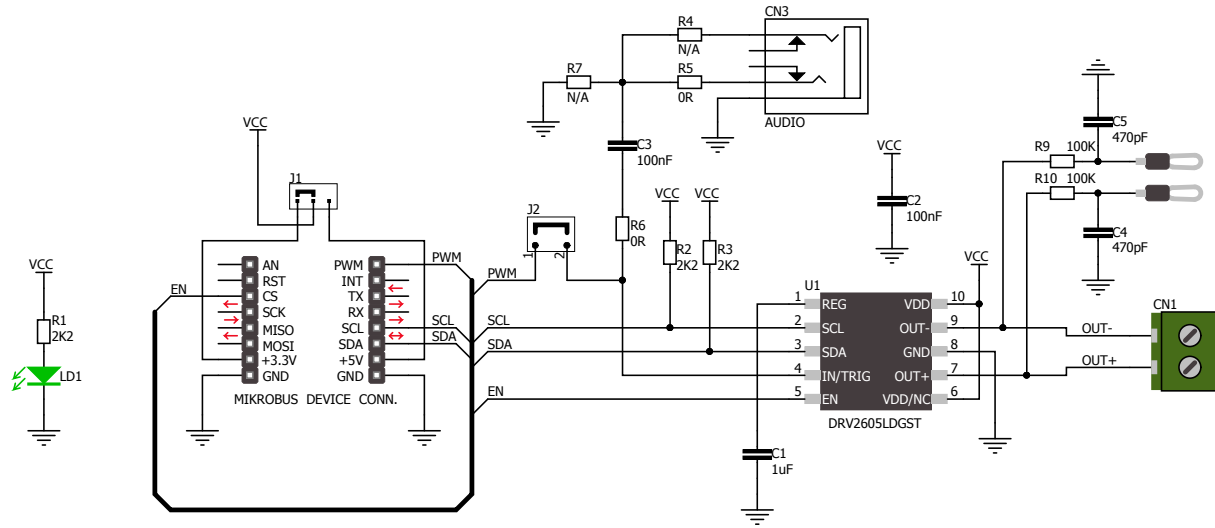 CN3
R4
N/A
R7
N/A
R5
0R
AUDIO
C3
100nF
VCC
J1
J2
1
2
R6
0R
VCC
R2
2K2
VCC
R3
2K2
VCC
C2
100nF
C5
470pF
R9 100K
R10 100K
C4
470pF
VCC
R1
2K2
LD1
EN
AN
RST
CS
SCK
MISO
MOSI
+3.3V
GND
PWM
INT
TX
RX
SCL
SDA
+5V
GND
MIKROBUS DEVICE CONN.
PWM
SCL
SDA
PWM
SCL
SDA
EN
U1
1 REG
2 SCL
3 SDA
4 IN/TRIG
5 EN
VDD 10
OUT- 9
GND 8
OUT+ 7
VDD/NC 6
DRV2605LDGST
VCC
C1
1uF
CN1
OUT-
OUT+